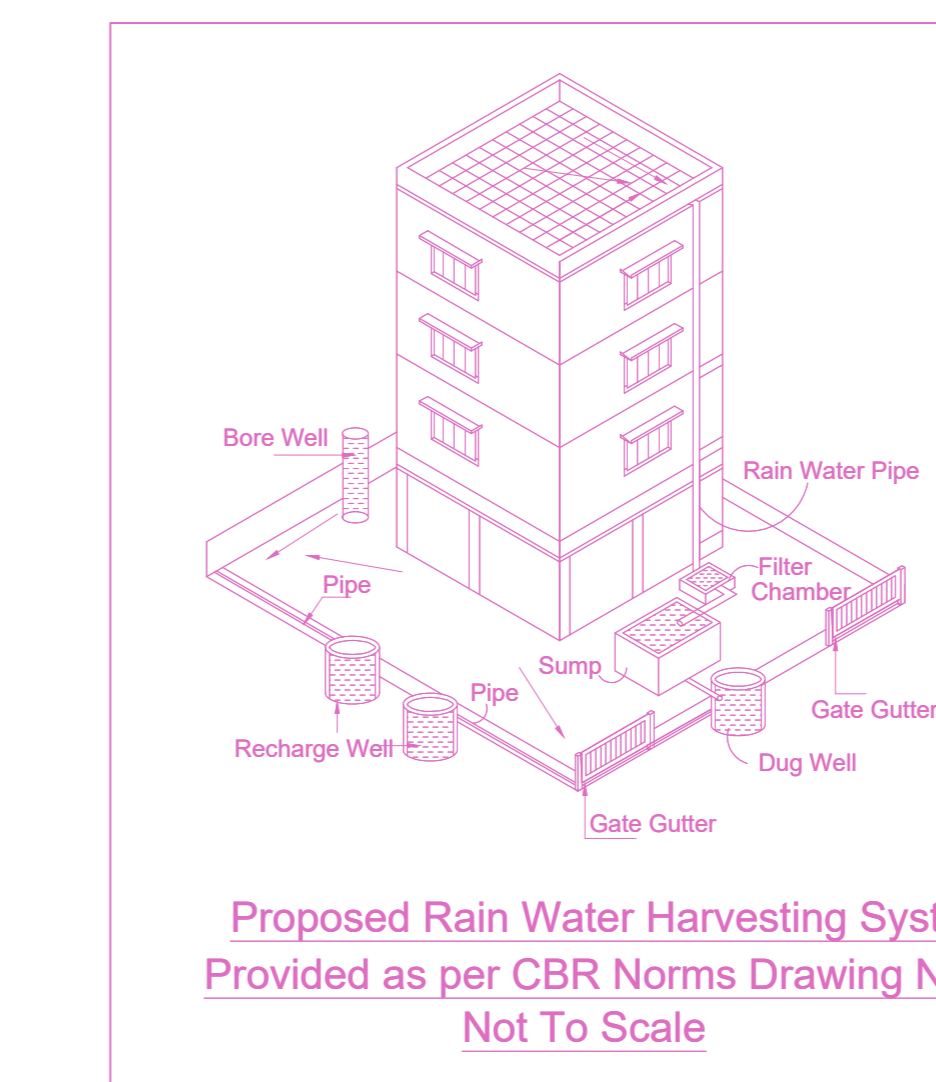 Bore Well
Rain Water Pipe
Filter
Chamber
Pipe
Sump
Pipe
Gate Gutter
Recharge Well
Dug Well
Gate Gutter
Proposed Rain Water Harvesting
Provided as per CBR Norms Drawing
Not To Scale